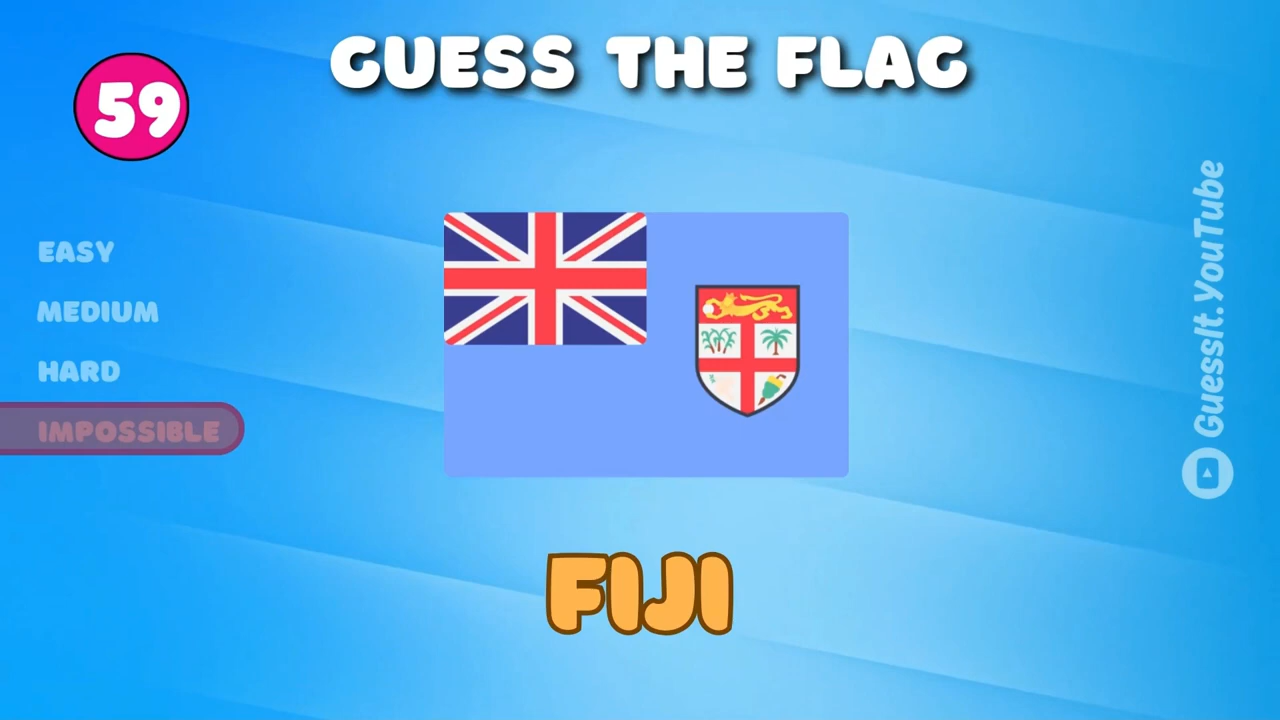 GUESS THE FLAG
59
EASY
MEDIUM
HARD
IMPOSSIBLE
GuessIt.YouTube
FIJI